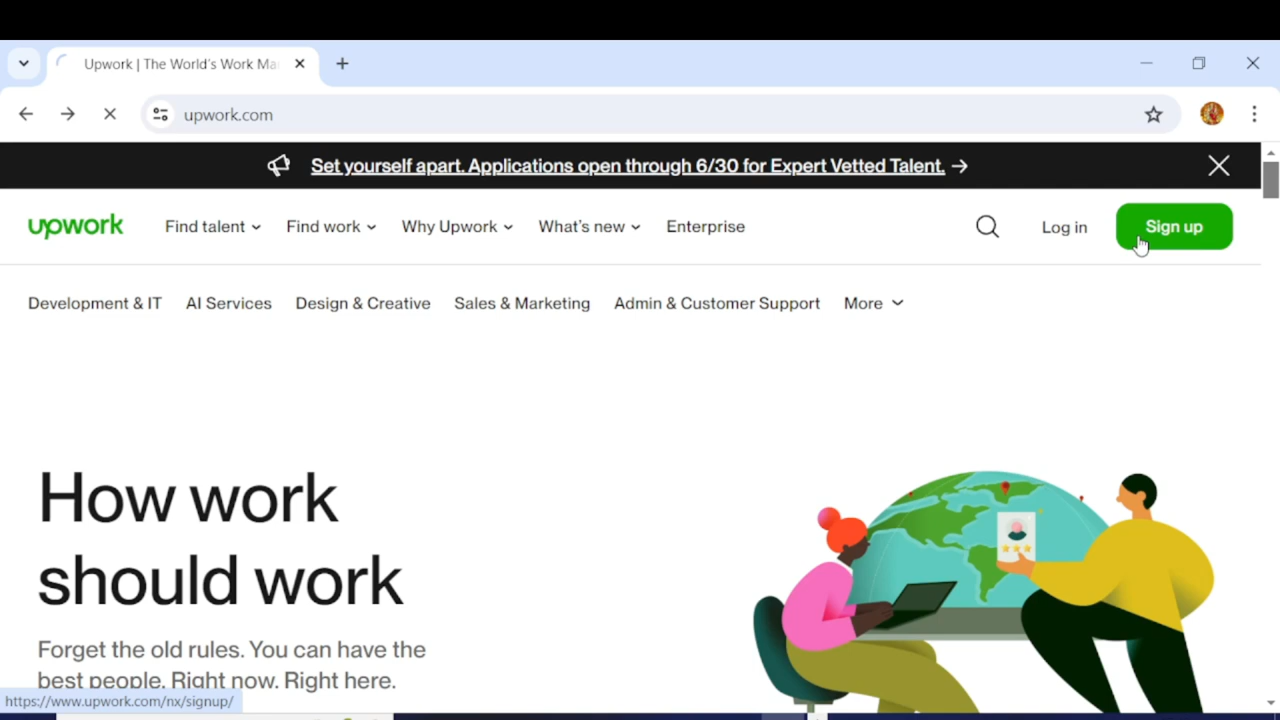 Upwork | The World's Work Ma
upwork.com
Set yourself apart. Applications open through 6/30 for Expert Vetted Talent. →
upwork Find talent Find work Why Upwork What's new Enterprise Log in Sign up
Development & IT AI Services Design & Creative Sales & Marketing Admin & Customer Support More
How work
should work
Forget the old rules. You can have the
best people. Right now. Right here.
https://www.upwork.com/nx/signup/